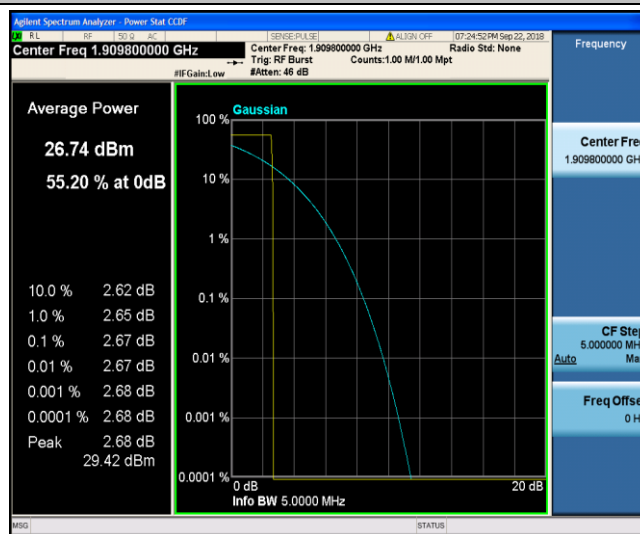 Agilent Spectrum Analyzer - Power Stat CCDF
RL RF 50 Ω AC SENSE:PULSE ALIGN OFF 07:24:52 PM Sep 22, 2018
Center Freq 1.909800000 GHz
Center Freq: 1.909800000 GHz Radio Std: None
Trig: RF Burst Counts:1.00 M/1.00 Mpt
#IFGain:Low #Atten: 46 dB
Frequency
Average Power
26.74 dBm
55.20 % at 0dB
10.0 % 2.62 dB
1.0 % 2.65 dB
0.1 % 2.67 dB
0.01 % 2.67 dB
0.001 % 2.68 dB
0.0001 % 2.68 dB
Peak 2.68 dB
29.42 dBm
Gaussian
100 %
10 %
1 %
0.1 %
0.01 %
0.001 %
0.0001 %
0 dB 20 dB
Info BW 5.0000 MHz
Center Fre
1.909800000 GH
CF Ste
5.000000 MH
Auto Ma
Freq Offse
0 H
MSG STATUS